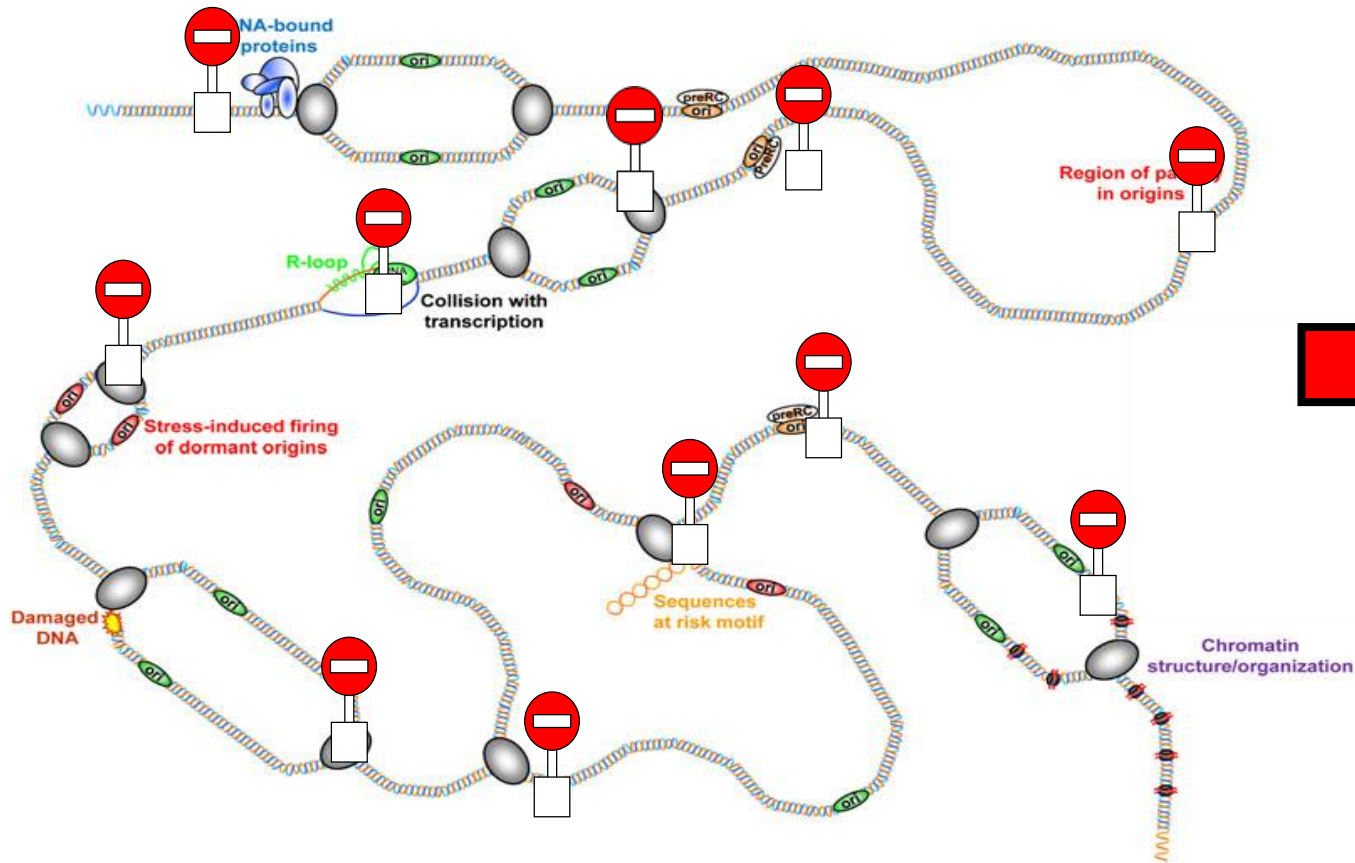 NA-bound
proteins
ori
ori
preRC
ori
ori
PreRC
ori
ori
Region of
in origins
R-loop
Collision with
transcription
ori
ori
Stress-induced firing
of dormant origins
preRC
ori
ori
ori
ori
ori
Sequences
at risk motif
ori
ori
Damaged
DNA
ori
ori
Chromatin
structure/organization
ori